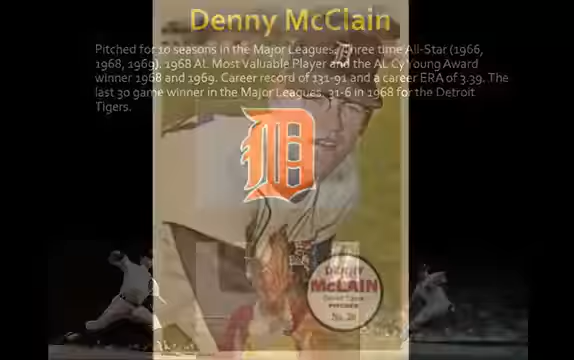 Denny McClain
Pitched for 10 seasons in the Major Leagues. Three time All-Star (1966,
1968, 1969). 1968 AL Most Valuable Player and the AL Cy Young Award
winner 1968 and 1969. Career record of 131-91 and a career ERA of 3.39. The
last 30 game winner in the Major Leagues, 31-6 in 1968 for the Detroit
Tigers.
D
DENNY
McLAIN
PITCHER
No. 20